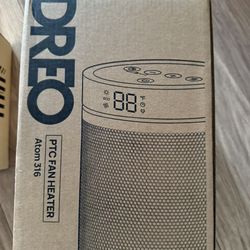 DREO
PTC FAN HEATER
Atom 316
88